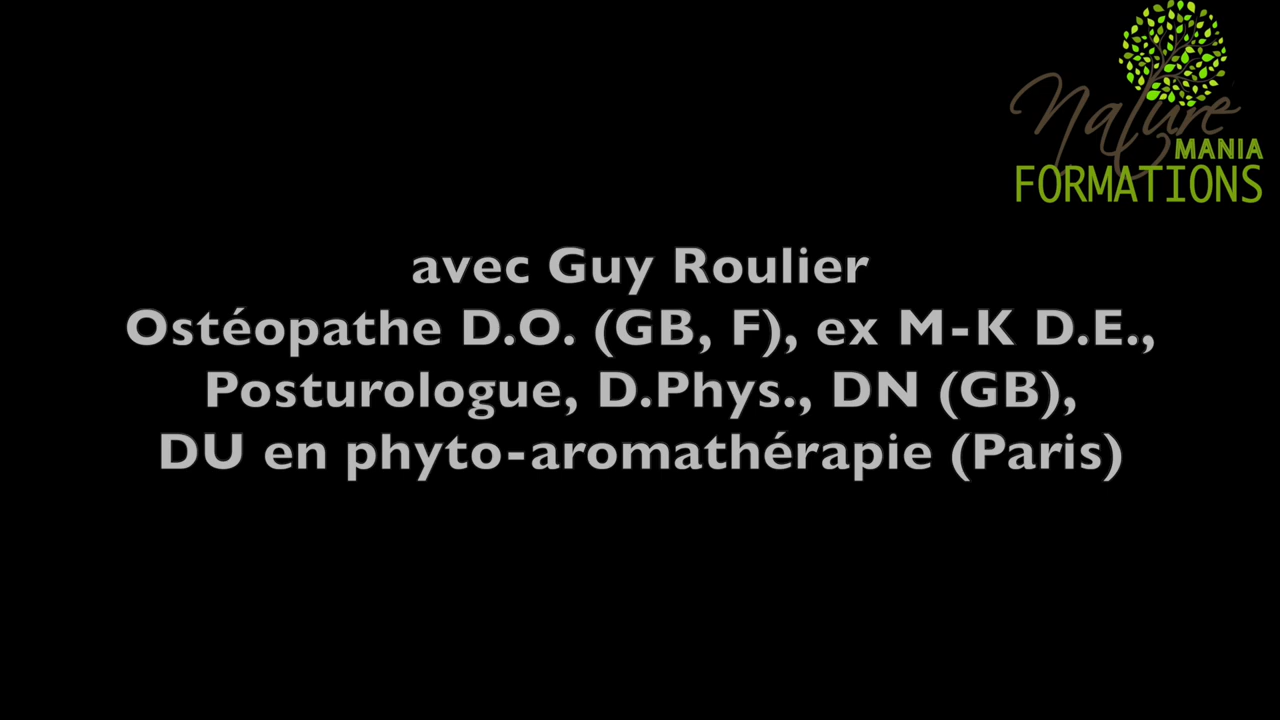 Nature
MANIA
FORMATIONS
avec Guy Roulier
Ostéopathe D.O. (GB, F), ex M-K D.E.,
Posturologue, D.Phys., DN (GB),
DU en phyto-aromathérapie (Paris)